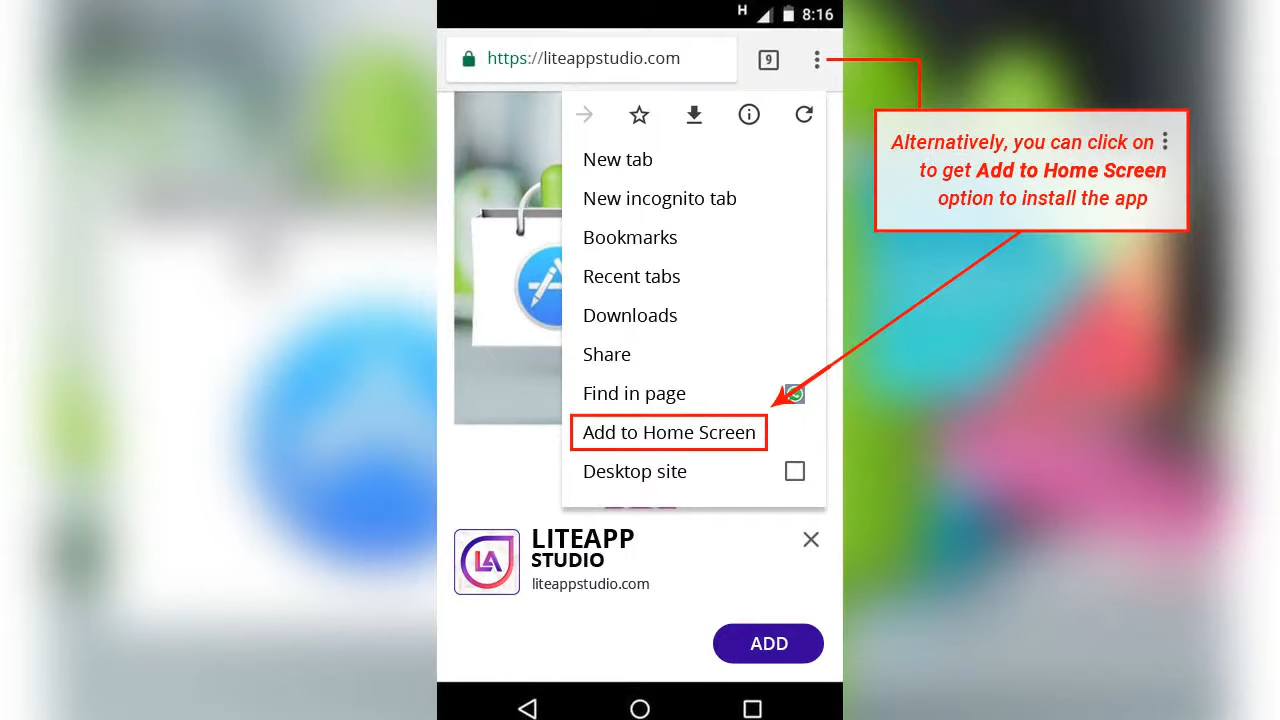 H 8:16
https://liteappstudio.com 9
New tab
New incognito tab
Bookmarks
Recent tabs
Downloads
Share
Find in page
Add to Home Screen
Desktop site
LA
LITEAPP
STUDIO
liteappstudio.com
ADD
Alternatively, you can click on
to get Add to Home Screen
option to install the app